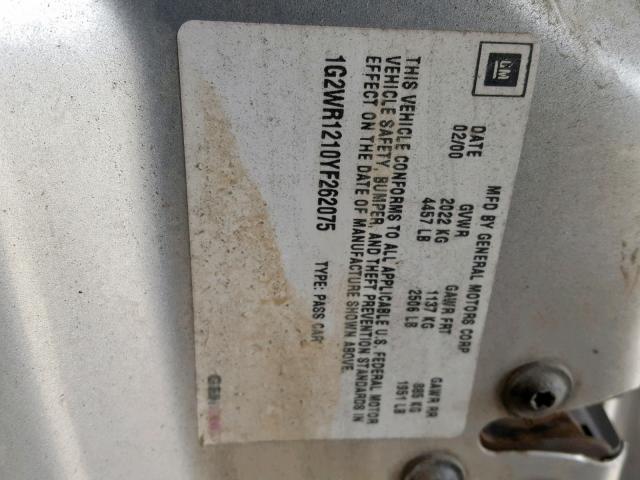 GM
MFD BY GENERAL MOTORS CORP
DATE GVWR GAWR FRT GAWR RR
02/00 2022 KG 1137 KG 885 KG
4457 LB 2506 LB 1951 LB
THIS VEHICLE CONFORMS TO ALL APPLICABLE U.S. FEDERAL MOTOR
VEHICLE SAFETY, BUMPER, AND THEFT PREVENTION STANDARDS IN
EFFECT ON THE DATE OF MANUFACTURE SHOWN ABOVE.
1G2WR1210YF262075 TYPE: PASS CAR